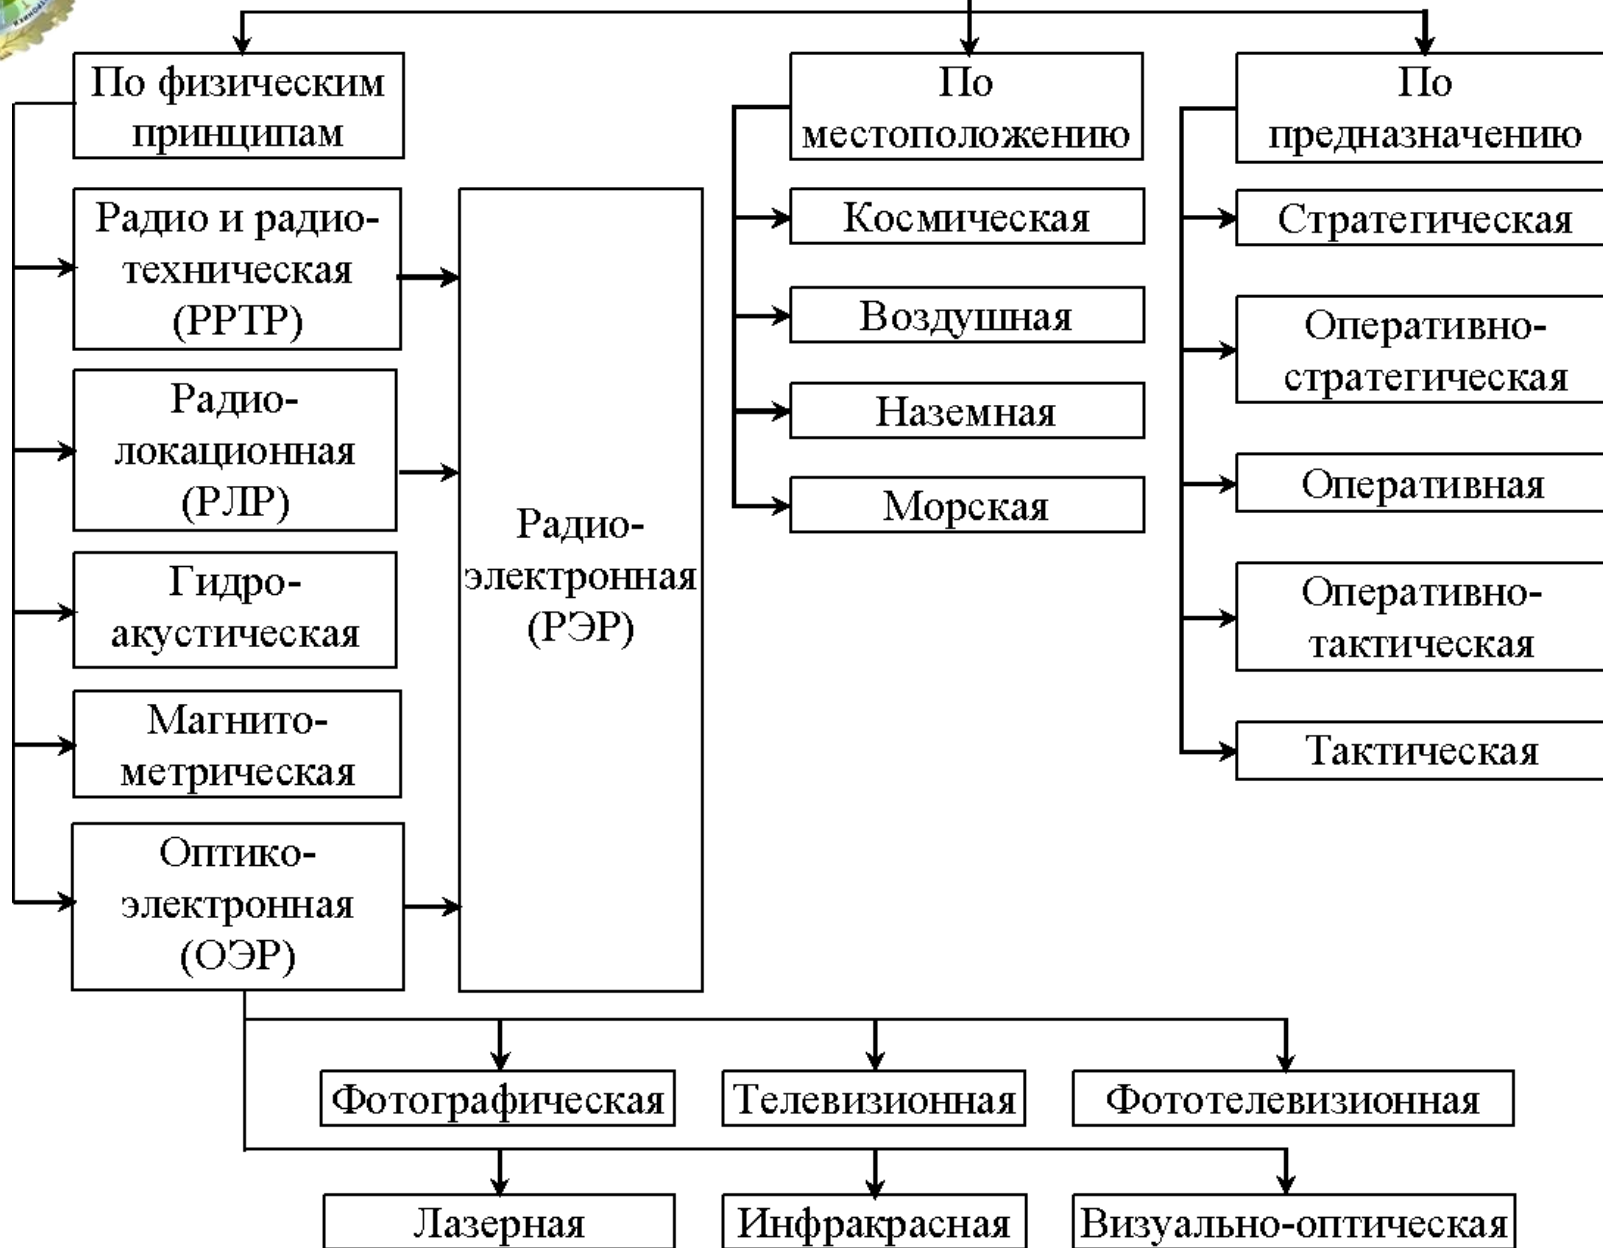 По физическим
принципам
Радио и радио-
техническая
(РРТР)
Радио-
локационная
(РЛР)
Гидро-
акустическая
Магнито-
метрическая
Оптико-
электронная
(ОЭР)
Радио-
электронная
(РЭР)
По
местоположению
Космическая
Воздушная
Наземная
Морская
По
предназначению
Стратегическая
Оперативно-
стратегическая
Оперативная
Оперативно-
тактическая
Тактическая
Фотографическая
Телевизионная
Фототелевизионная
Лазерная
Инфракрасная
Визуально-оптическая